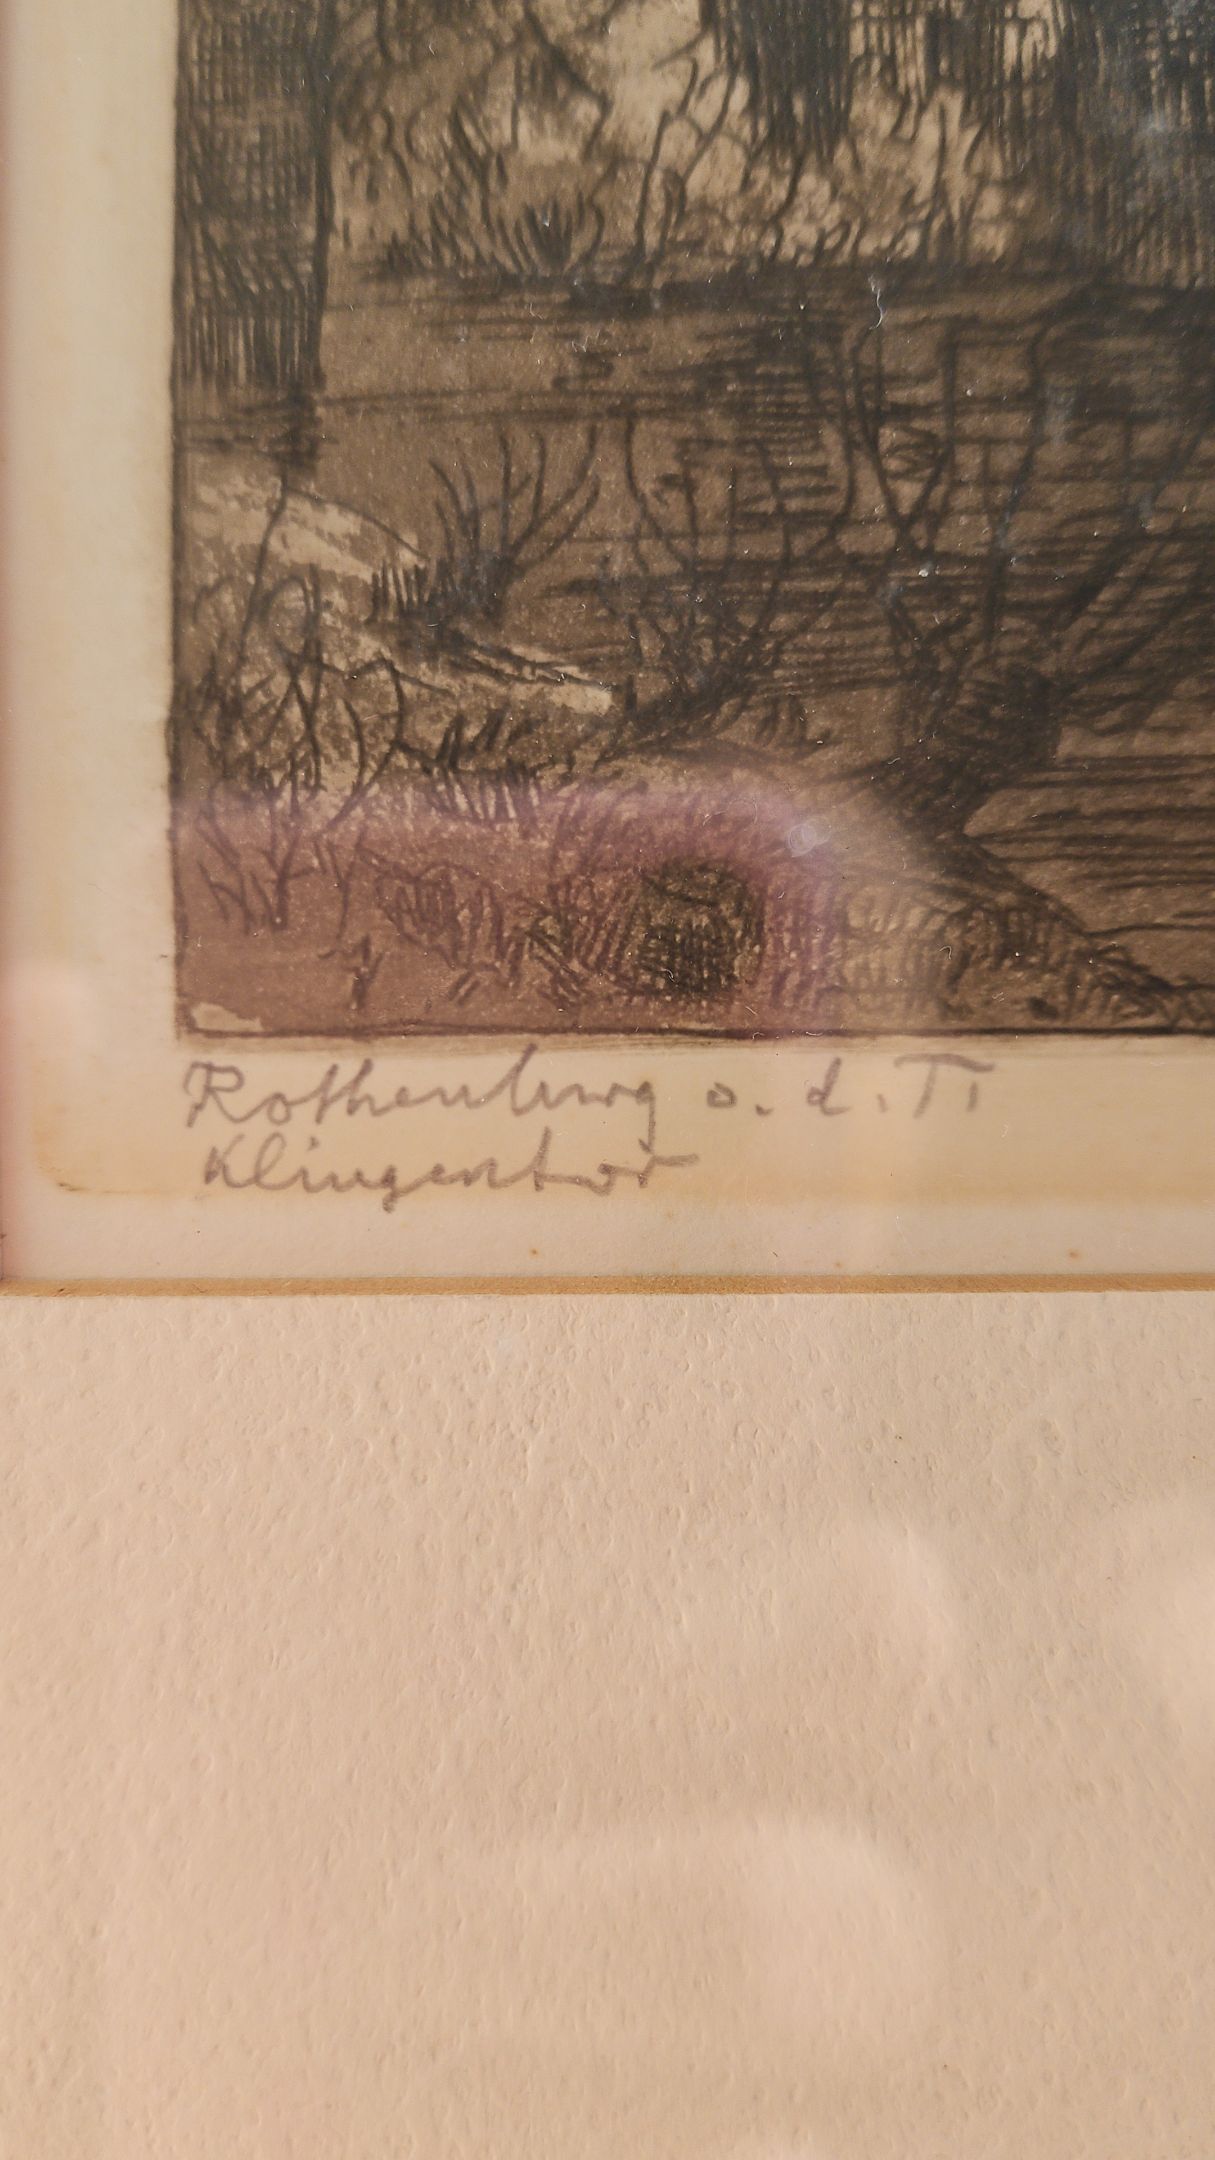 Rothenburg o. d. T.
Klingentor